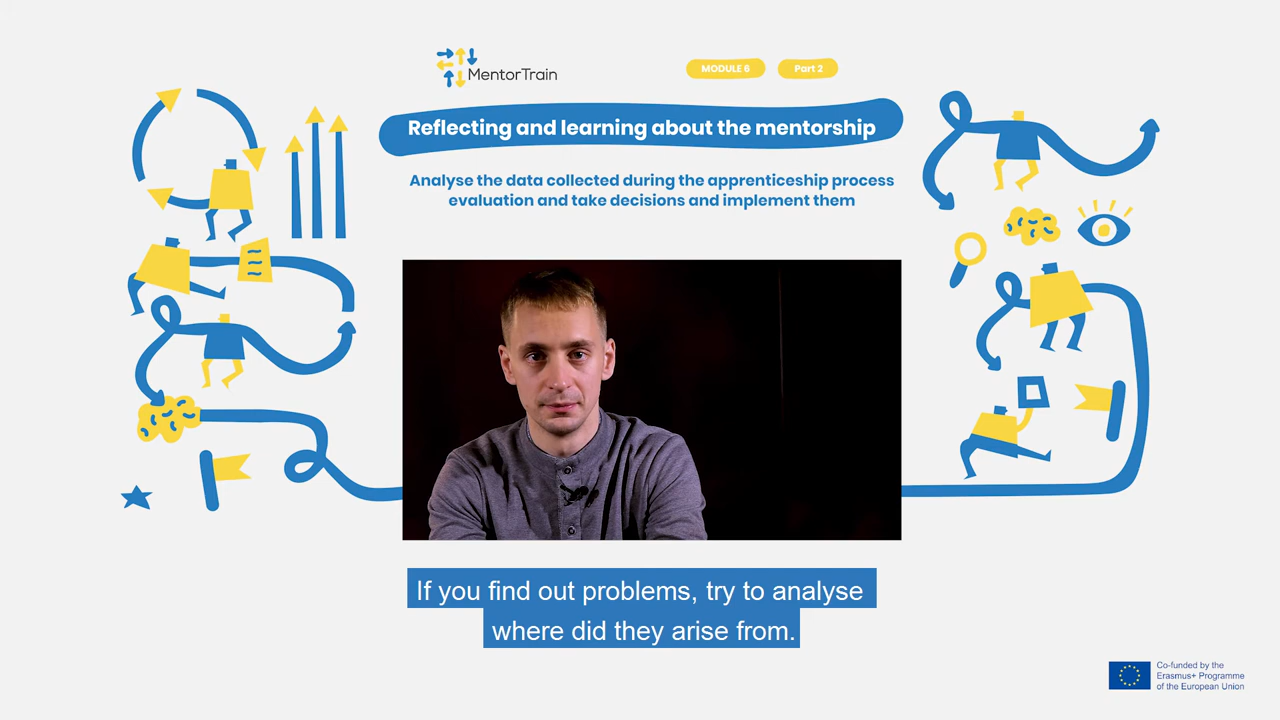 MentorTrain
MODULE 6
Part 2
Reflecting and learning about the mentorship
Analyse the data collected during the apprenticeship process
evaluation and take decisions and implement them
If you find out problems, try to analyse
where did they arise from.
Co-funded by the
Erasmus+ Programme
of the European Union